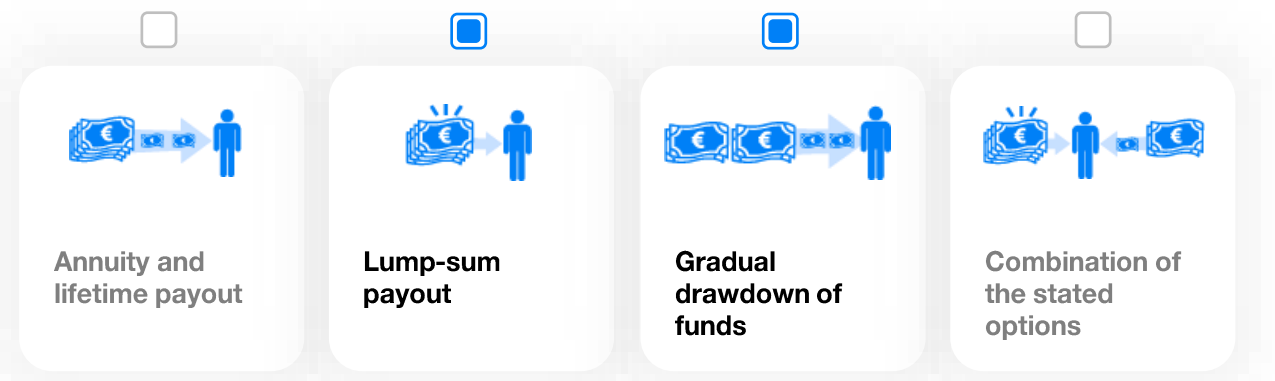 Annuity and
lifetime payout
Lump-sum
payout
Gradual
drawdown of
funds
Combination of
the stated
options